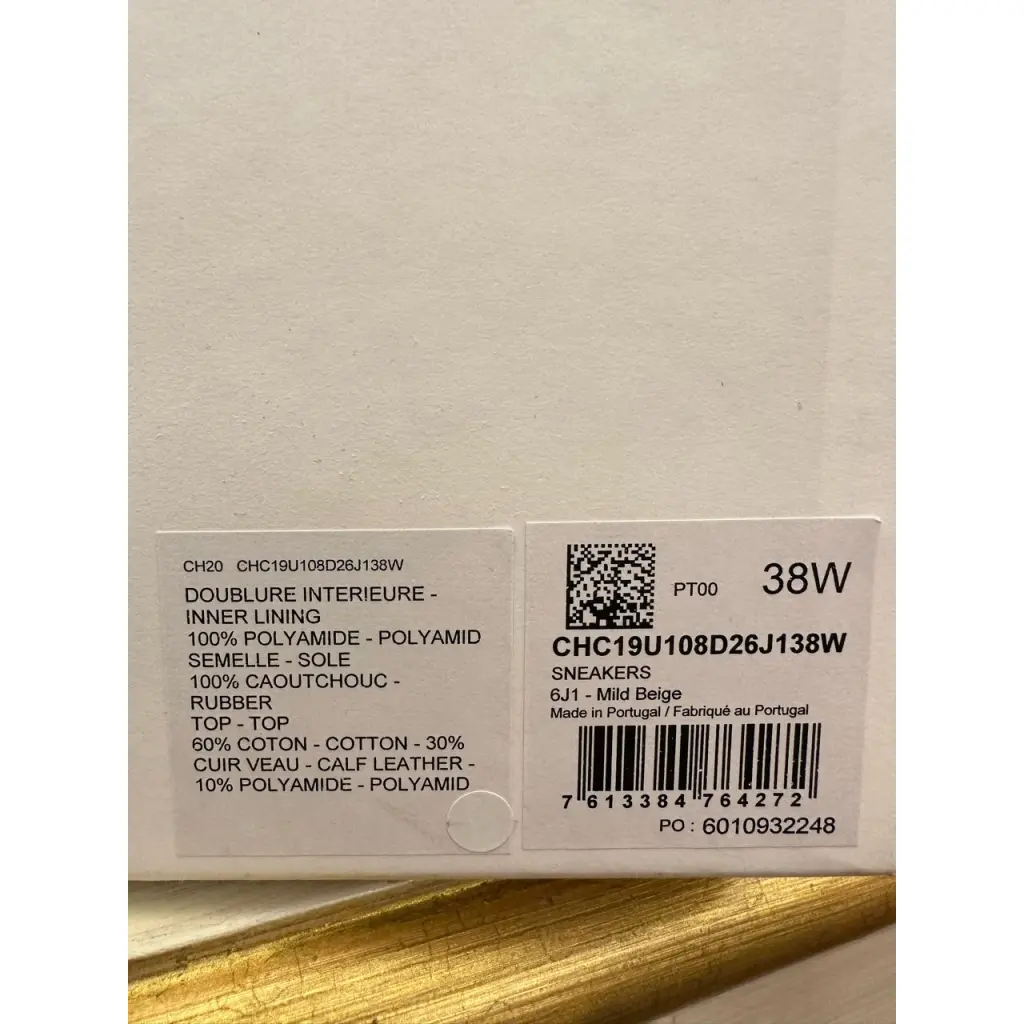 CH20 CHC19U108D26J138W
DOUBLURE INTERIEURE -
INNER LINING
100% POLYAMIDE - POLYAMID
SEMELLE - SOLE
100% CAOUTCHOUC -
RUBBER
TOP - TOP
60% COTON - COTTON - 30%
CUIR VEAU - CALF LEATHER -
10% POLYAMIDE - POLYAMID
PT00 38W
CHC19U108D26J138W
SNEAKERS
6J1 - Mild Beige
Made in Portugal / Fabriqué au Portugal
7 613384 764272
PO : 6010932248